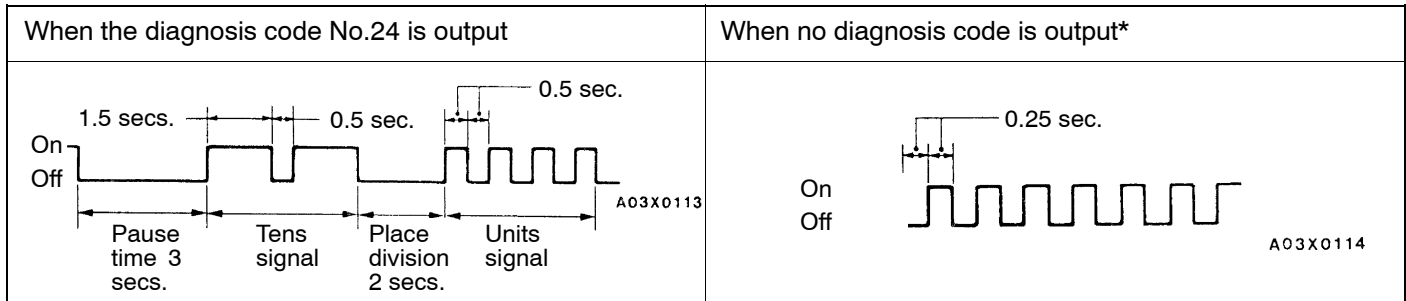 When the diagnosis code No.24 is output
When no diagnosis code is output*
0.5 sec.
1.5 secs.
0.5 sec.
On
Off
A03X0113
Pause
time 3
secs.
Tens
signal
Place
division
2 secs.
Units
signal
0.25 sec.
On
Off
A03X0114